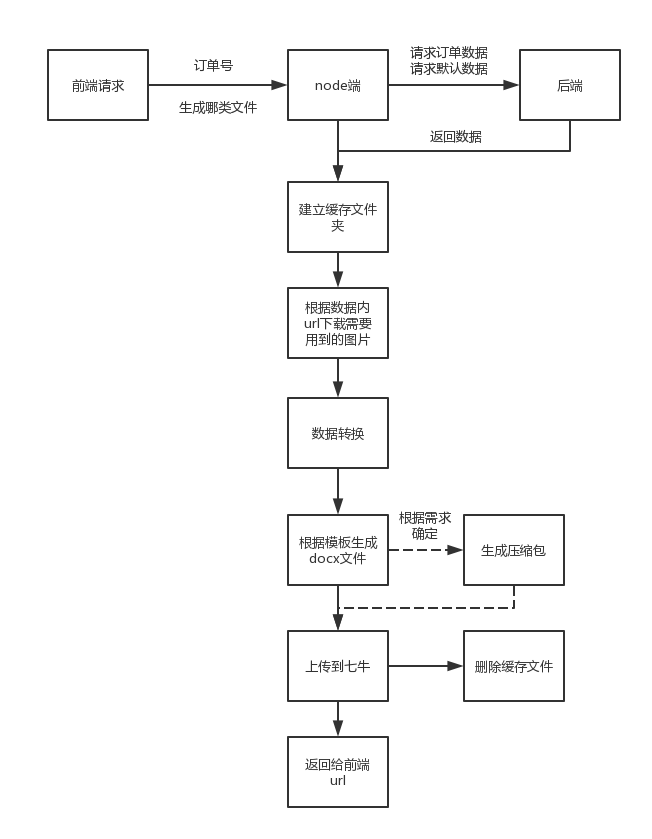 前端请求
订单号
生成哪类文件
node端
请求订单数据
请求默认数据
后端
返回数据
建立缓存文件
夹
根据数据内
url下载需要
用到的图片
数据转换
根据模板生成
docx文件
根据需求
确定
生成压缩包
上传到七牛
删除缓存文件
返回给前端
url